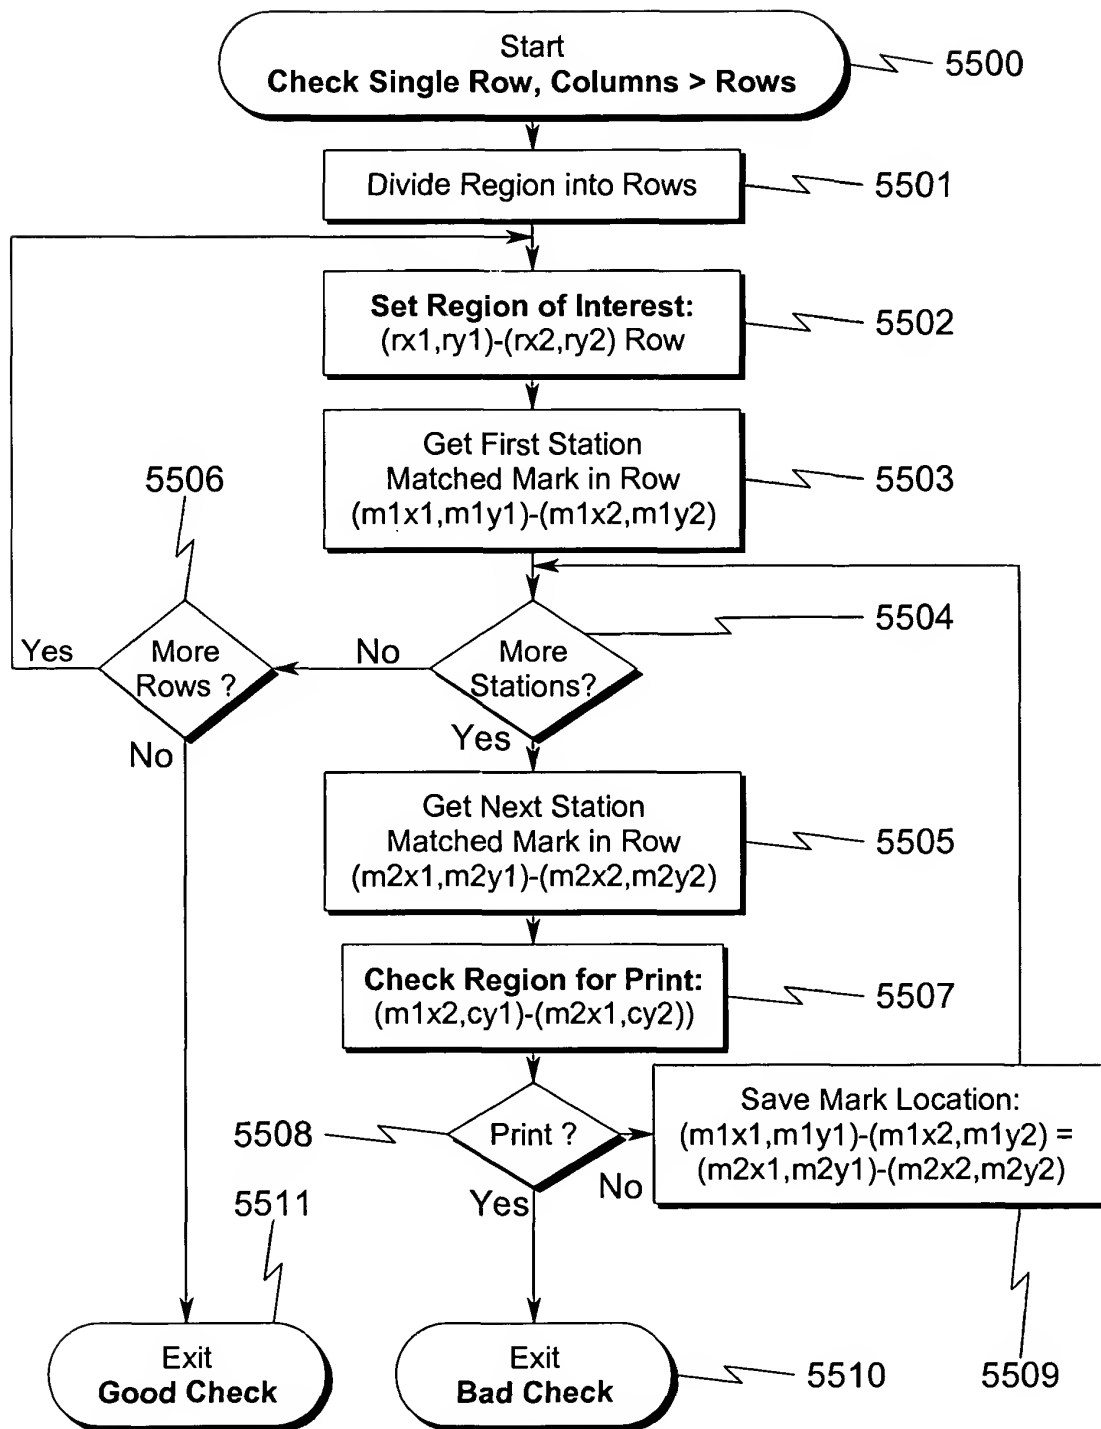 Start
Check Single Row, Columns > Rows
5500
Divide Region into Rows
5501
Set Region of Interest:
(rx1,ry1)-(rx2,ry2) Row
5502
Get First Station
Matched Mark in Row
(m1x1,m1y1)-(m1x2,m1y2)
5503
5506
5504
Yes
More
Rows ?
No
More
Stations?
No
Yes
Get Next Station
Matched Mark in Row
(m2x1,m2y1)-(m2x2,m2y2)
5505
Check Region for Print:
(m1x2,cy1)-(m2x1,cy2))
5507
5508
Print ?
No
Yes
Save Mark Location:
(m1x1,m1y1)-(m1x2,m1y2) =
(m2x1,m2y1)-(m2x2,m2y2)
5511
Exit
Good Check
Exit
Bad Check
5510
5509